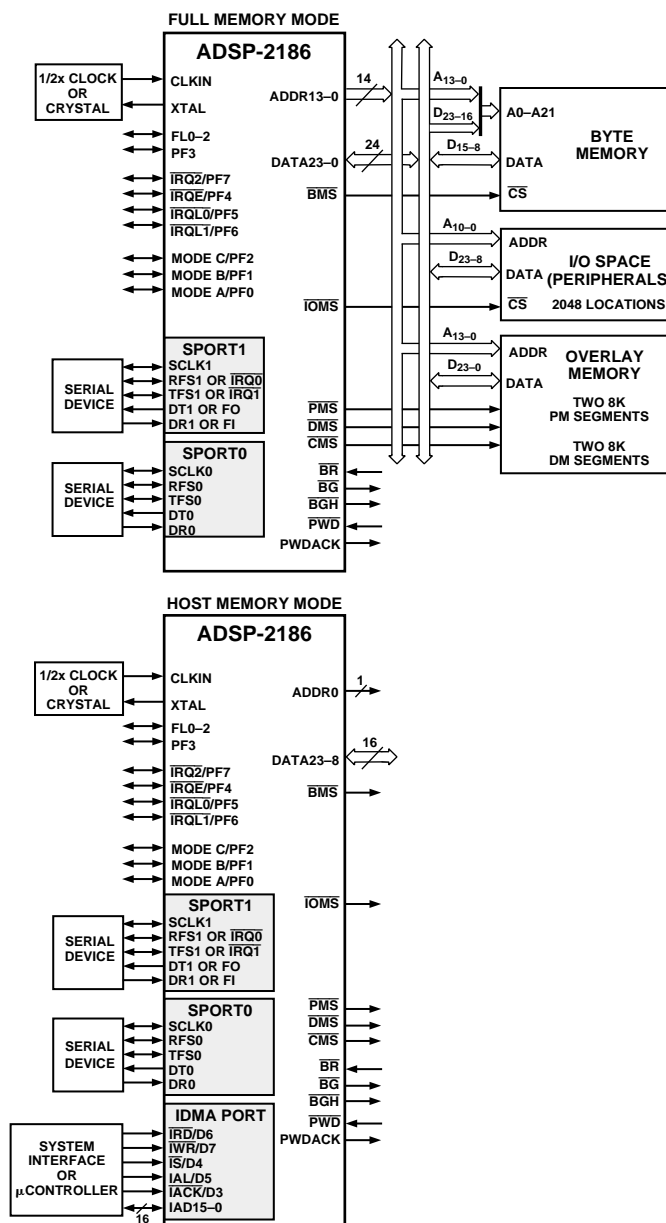 FULL MEMORY MODE
ADSP-2186
1/2x CLOCK
OR
CRYSTAL
CLKIN
XTAL
FL0–2
PF3
IRQ2/PF7
IRQE/PF4
IRQL0/PF5
IRQL1/PF6
MODE C/PF2
MODE B/PF1
MODE A/PF0
SPORT1
SERIAL
DEVICE
SCLK1
RFS1 OR IRQ0
TFS1 OR IRQ1
DT1 OR FO
DR1 OR FI
SPORT0
SERIAL
DEVICE
SCLK0
RFS0
TFS0
DT0
DR0
ADDR13–0
14
DATA23–0
24
BMS
IOMS
PMS
DMS
CMS
BR
BG
BGH
PWD
PWDACK
A13–0
D23–16
D15–8
A0–A21
BYTE
MEMORY
DATA
CS
A10–0
D23–8
ADDR
I/O SPACE
(PERIPHERALS)
DATA
CS
2048 LOCATIONS
A13–0
D23–0
ADDR
OVERLAY
MEMORY
DATA
TWO 8K
PM SEGMENTS
TWO 8K
DM SEGMENTS
HOST MEMORY MODE
ADSP-2186
1/2x CLOCK
OR
CRYSTAL
CLKIN
XTAL
FL0–2
PF3
IRQ2/PF7
IRQE/PF4
IRQL0/PF5
IRQL1/PF6
MODE C/PF2
MODE B/PF1
MODE A/PF0
SPORT1
SERIAL
DEVICE
SCLK1
RFS1 OR IRQ0
TFS1 OR IRQ1
DT1 OR FO
DR1 OR FI
SPORT0
SERIAL
DEVICE
SCLK0
RFS0
TFS0
DT0
DR0
IDMA PORT
SYSTEM
INTERFACE
OR
µCONTROLLER
IRD/D6
IWR/D7
IS/D4
IAL/D5
IACK/D3
IAD15–0
16
ADDR0
1
DATA23–8
16
BMS
IOMS
PMS
DMS
CMS
BR
BG
BGH
PWD
PWDACK